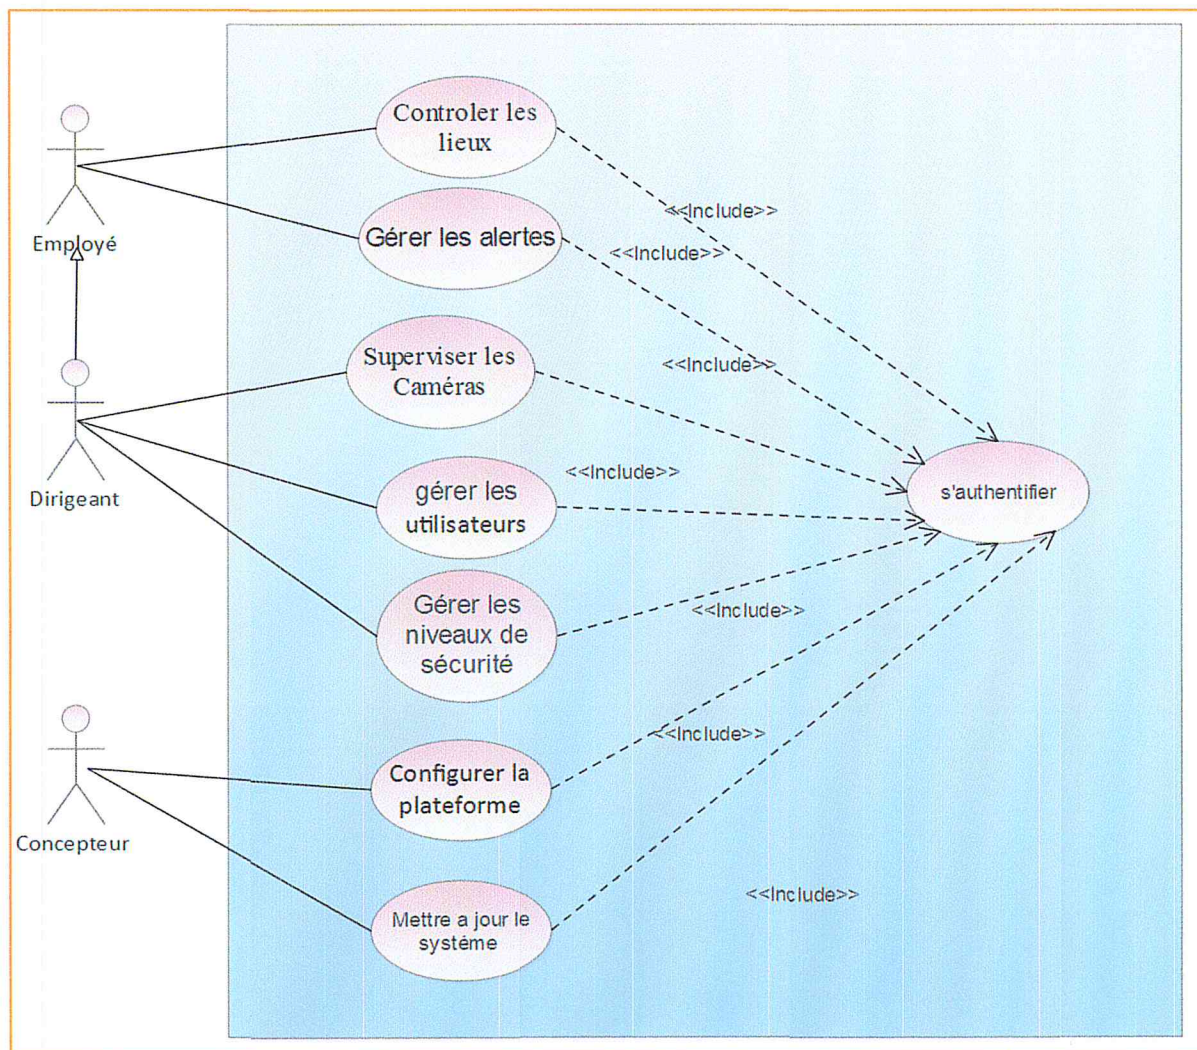 Controler les
lieux
<<Include>>
Employé
Gérer les alertes
<<Include>>
Superviser les
Caméras
<<Include>>
Dirigeant
gérer les
utilisateurs
<<Include>>
s'authentifier
Gérer les
niveaux de
sécurité
<<Include>>
Concepteur
Configurer la
plateforme
<<Include>>
Mettre a jour le
système
<<Include>>